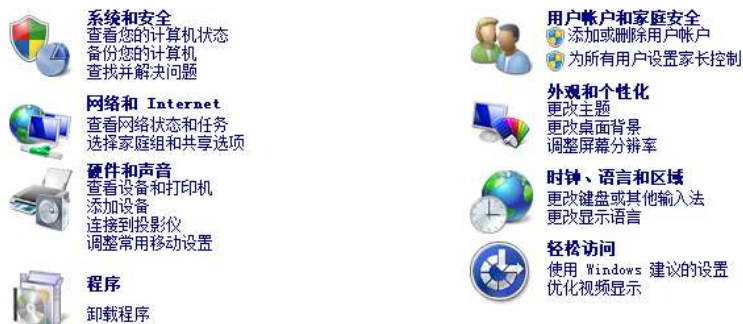 系统和安全
查看您的计算机状态
备份您的计算机
查找并解决问题
网络和 Internet
查看网络状态和任务
选择家庭组和共享选项
硬件和声音
查看设备和打印机
添加设备
连接到投影仪
调整常用移动设置
程序
卸载程序
用户帐户和家庭安全
添加或删除用户帐户
为所有用户设置家长控制
外观和个性化
更改主题
更改桌面背景
调整屏幕分辨率
时钟、语言和区域
更改键盘或其他输入法
更改显示语言
轻松访问
使用 Windows 建议的设置
优化视频显示